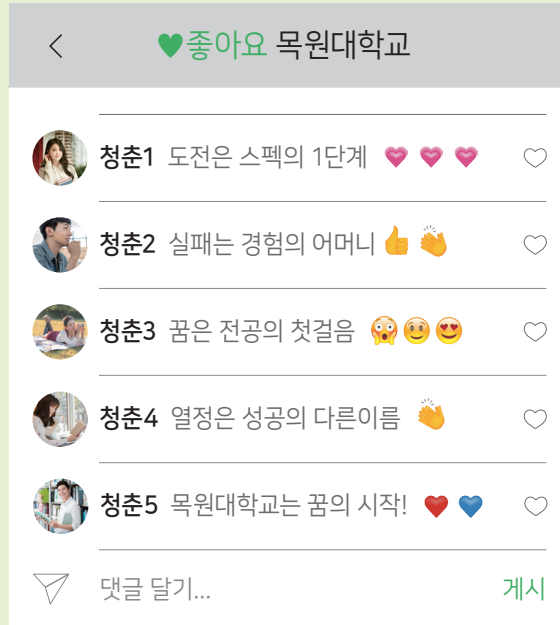 ♥좋아요 목원대학교
청춘1 도전은 스펙의 1단계
청춘2 실패는 경험의 어머니
청춘3 꿈은 전공의 첫걸음
청춘4 열정은 성공의 다른이름
청춘5 목원대학교는 꿈의 시작!
댓글 달기... 게시